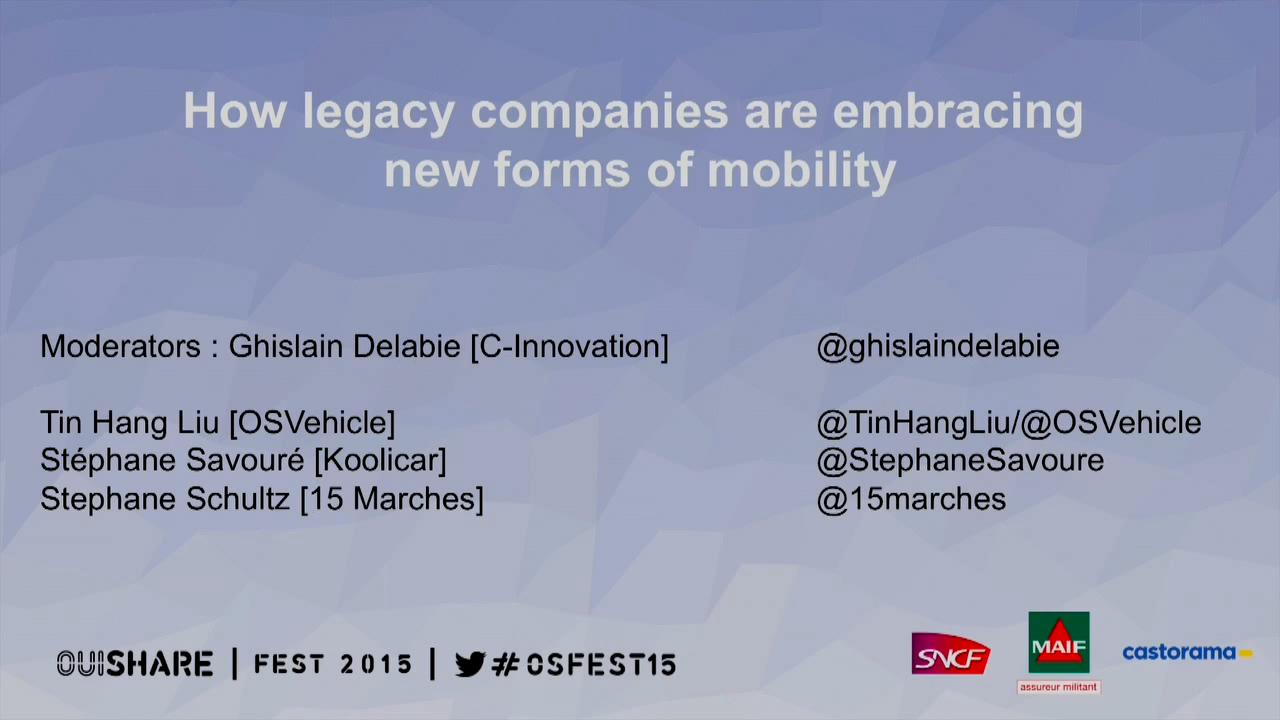 How legacy companies are embracing
new forms of mobility
Moderators : Ghislain Delabie [C-Innovation] @ghislaindelabie
Tin Hang Liu [OSVehicle] @TinHangLiu/@OSVehicle
Stéphane Savouré [Koolicar] @StephaneSavoure
Stephane Schultz [15 Marches] @15marches
OUISHARE | FEST 2015 | #OSFEST15
SNCF
MAIF
assureur militant
castorama